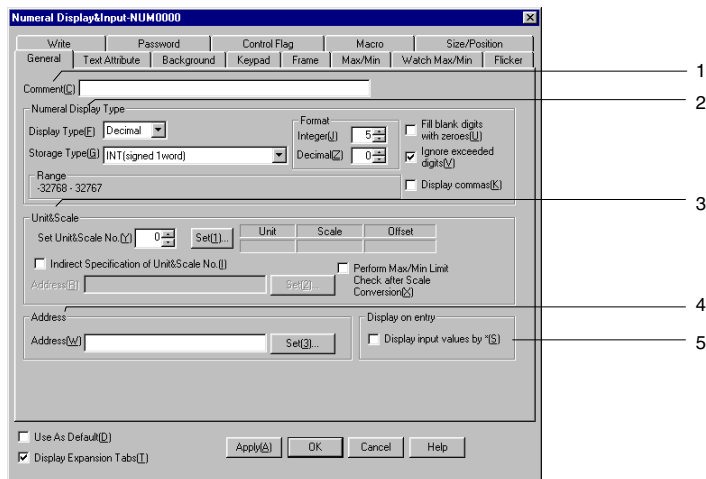 Numeral Display&Input-NUM0000
Write Password Control Flag Macro Size/Position
General Text Attribute Background Keypad Frame Max/Min Watch Max/Min Flicker
1
Comment(C)
2
Numeral Display Type
Display Type(F) Decimal
Storage Type(G) INT(signed 1word)
Format
Integer(J) 5
Decimal(Z) 0
Fill blank digits
with zeroes(U)
Ignore exceeded
digits(V)
Display commas(K)
Range
-32768 - 32767
3
Unit&Scale
Set Unit&Scale No.(Y) 0 Set(1)... Unit Scale Offset
Indirect Specification of Unit&Scale No.(I)
Address(R) Set(2)...
Perform Max/Min Limit
Check after Scale
Conversion(X)
4
Address
Address(W) Set(3)...
Display on entry
Display input values by *(S)
5
Use As Default(D)
Display Expansion Tabs(T)
Apply(A) OK Cancel Help